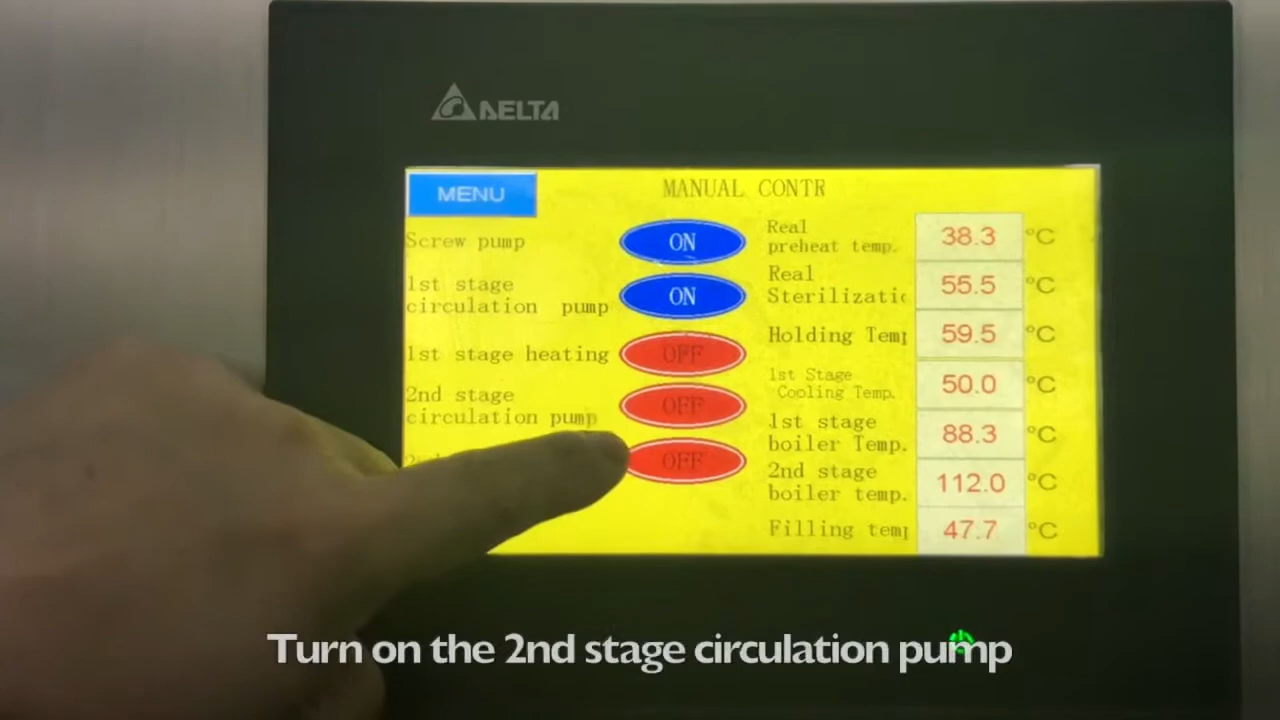 DELTA
MENU
MANUAL CONTR
Screw pump
ON
Real
preheat temp.
38.3 °C
1st stage
circulation pump
ON
Real
Sterilizatic
55.5 °C
1st stage heating
OFF
Holding Temp
59.5 °C
2nd stage
circulation pump
OFF
1st Stage
Cooling Temp.
50.0 °C
OFF
1st stage
boiler Temp.
88.3 °C
2nd stage
boiler temp.
112.0 °C
Filling temp
47.7 °C
Turn on the 2nd stage circulation pump